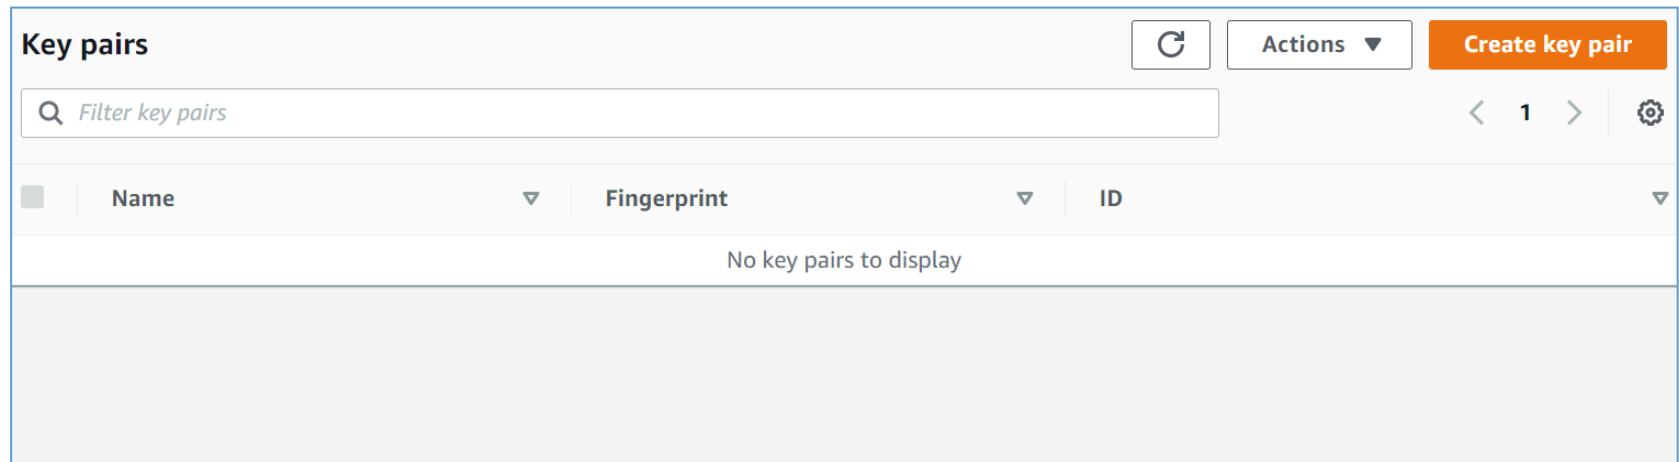 Key pairs
Actions
Create key pair
Filter key pairs
1
Name
Fingerprint
ID
No key pairs to display